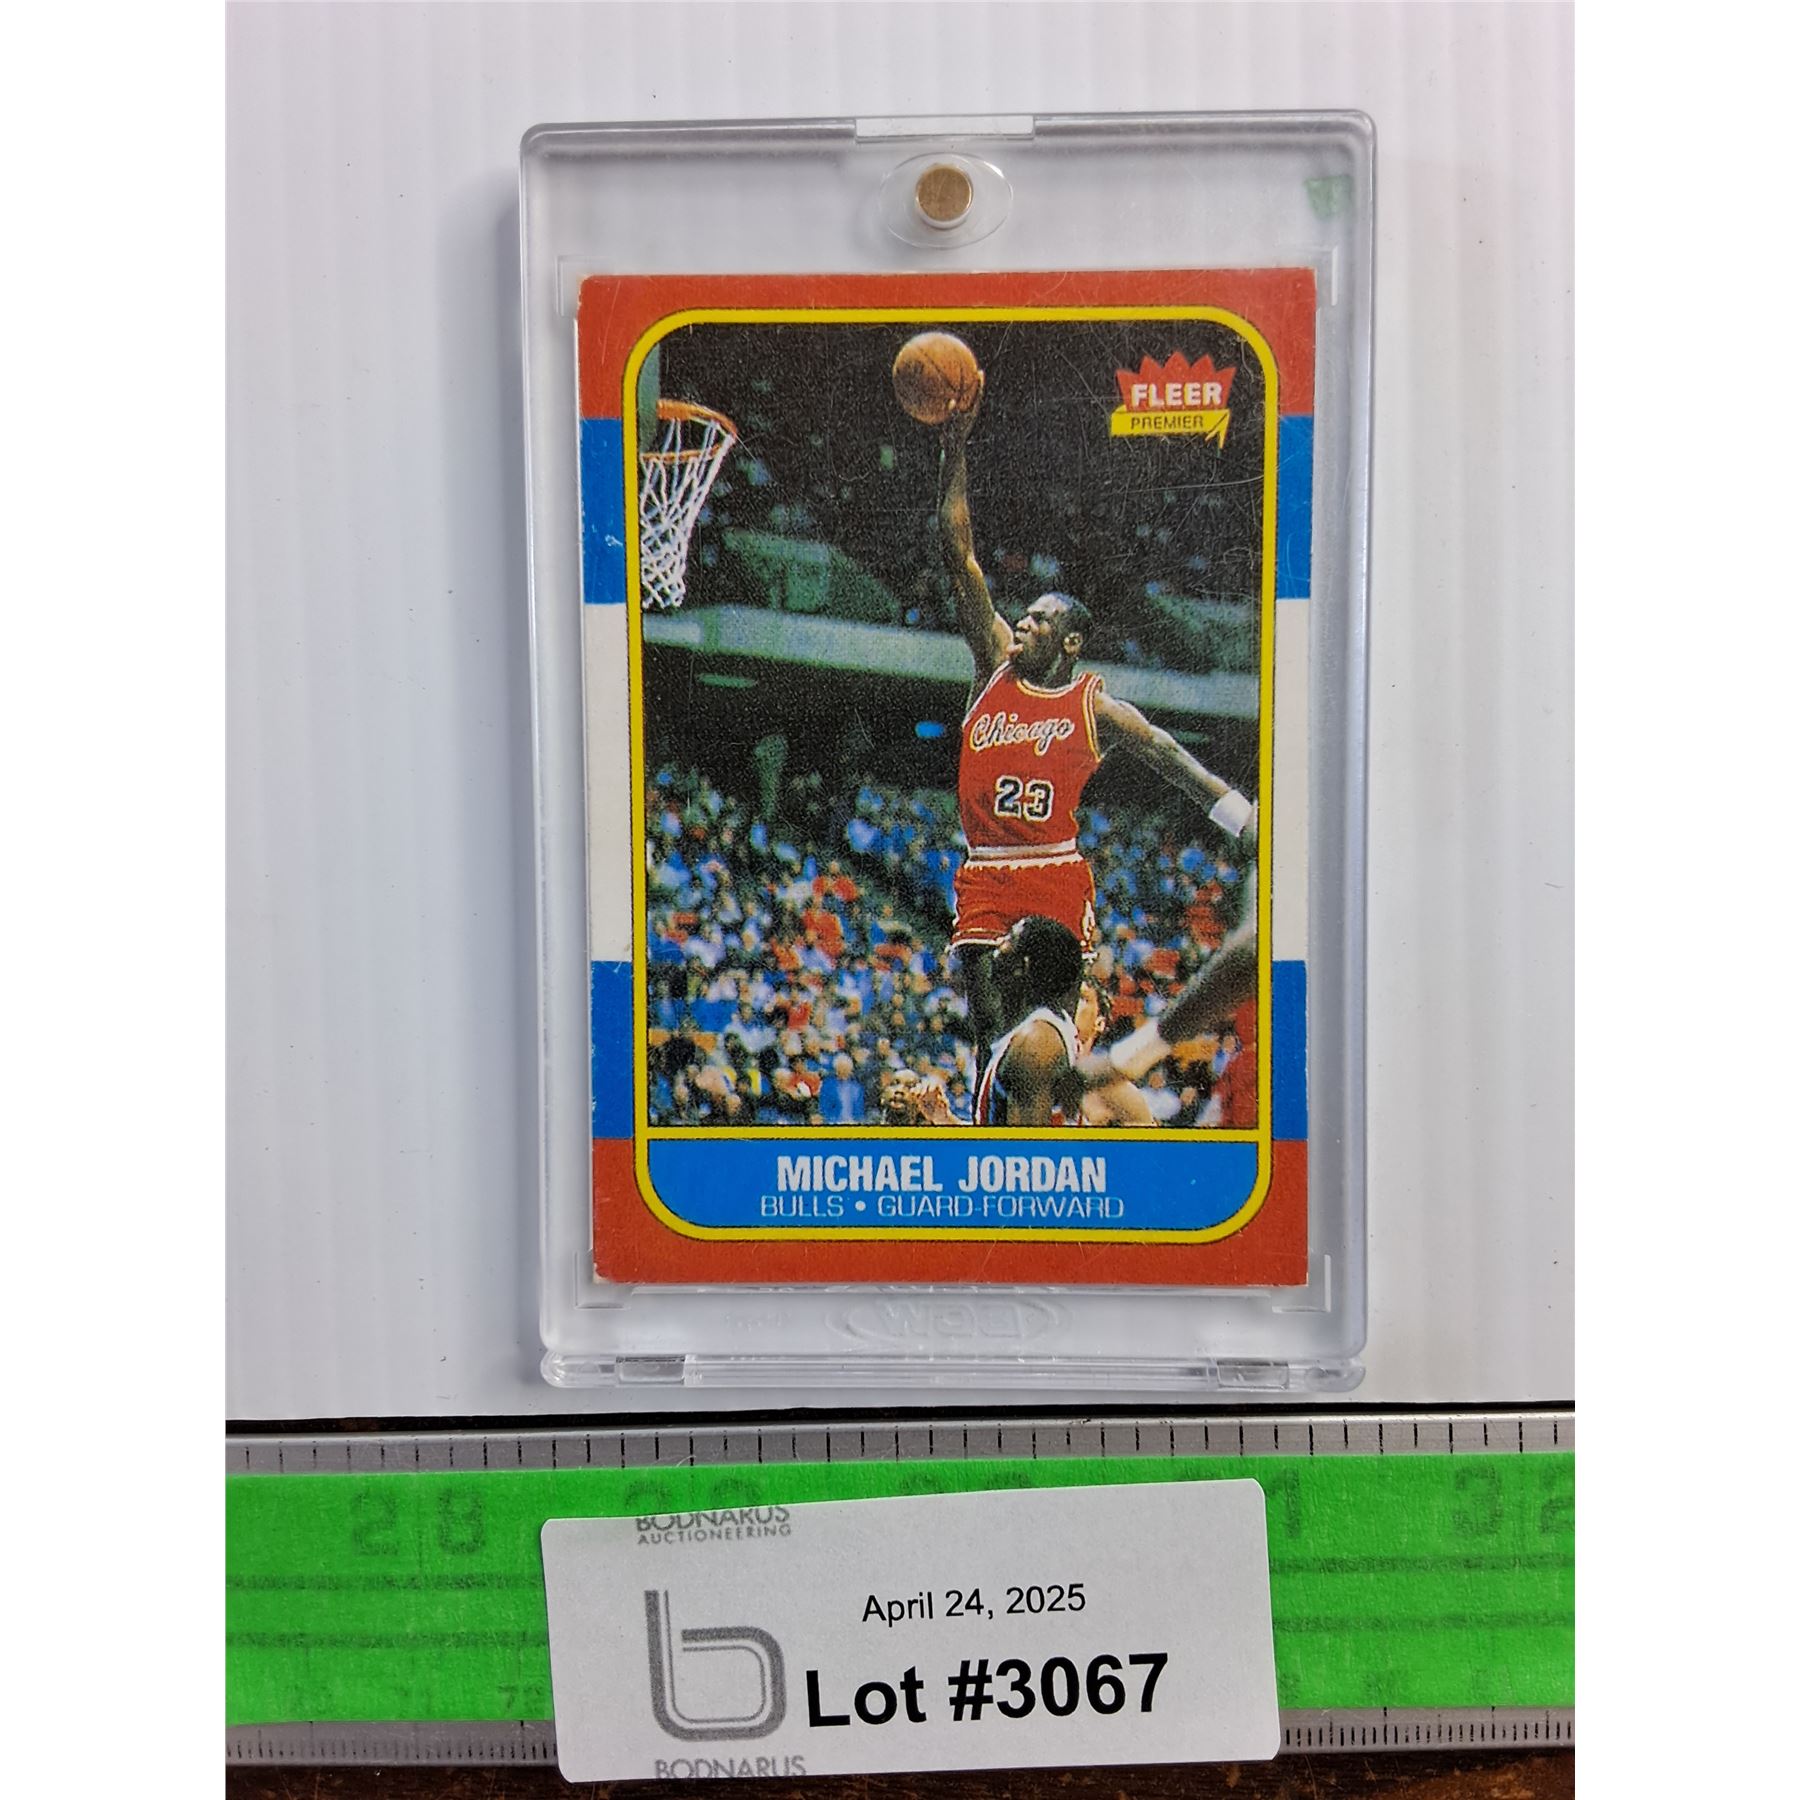 FLEER
PREMIER
Chicago
23
MICHAEL JORDAN
BULLS • GUARD-FORWARD
BODNARUS
AUCTIONEERING
April 24, 2025
Lot #3067
BODNARUS